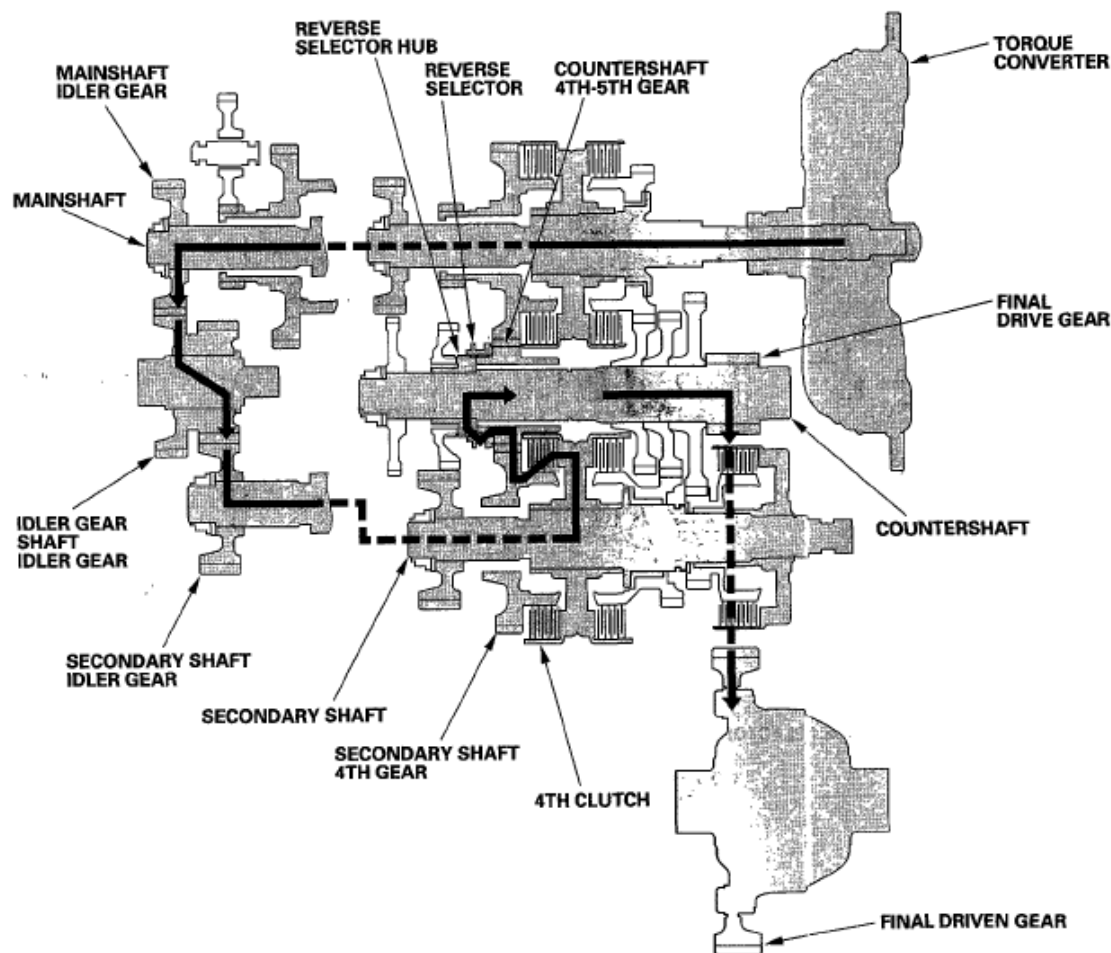 REVERSE
SELECTOR HUB
REVERSE
SELECTOR
COUNTERSHAFT
4TH-5TH GEAR
TORQUE
CONVERTER
MAINSHAFT
IDLER GEAR
MAINSHAFT
FINAL
DRIVE GEAR
IDLER GEAR
SHAFT
IDLER GEAR
COUNTERSHAFT
SECONDARY SHAFT
IDLER GEAR
SECONDARY SHAFT
SECONDARY SHAFT
4TH GEAR
4TH CLUTCH
FINAL DRIVEN GEAR